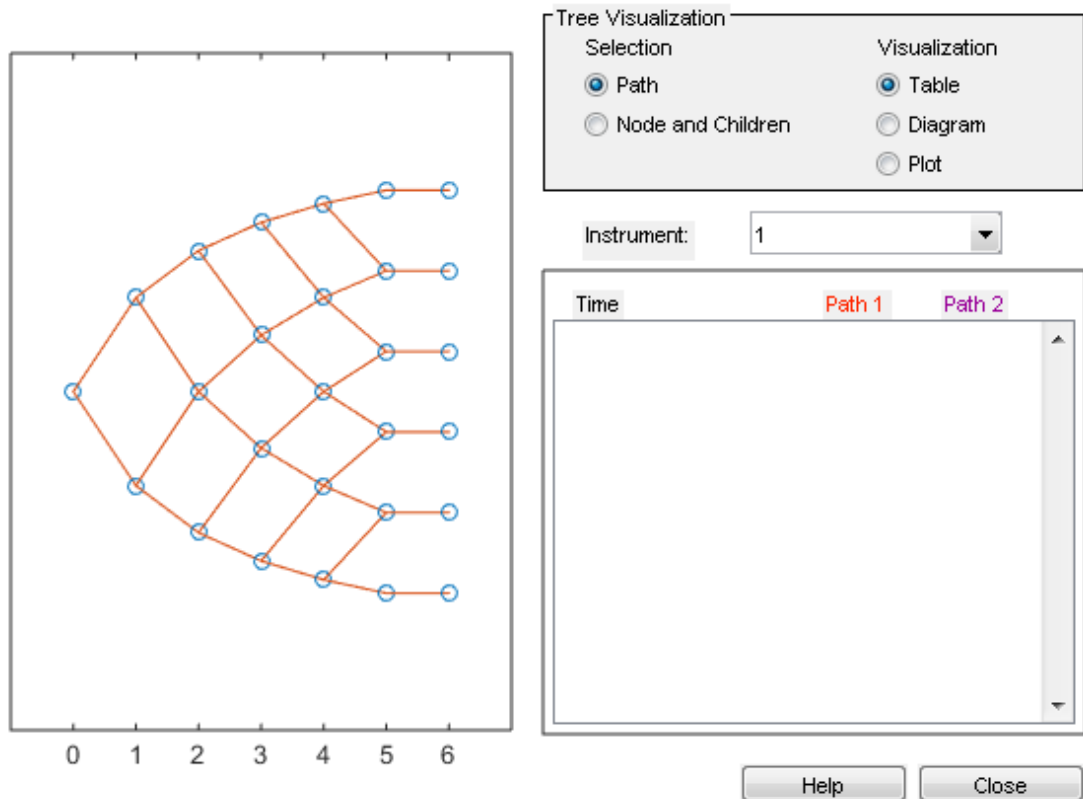 Tree Visualization
Selection Visualization
Path Table
Node and Children Diagram
Plot
Instrument: 1
Time Path 1 Path 2
0 1 2 3 4 5 6
Help Close